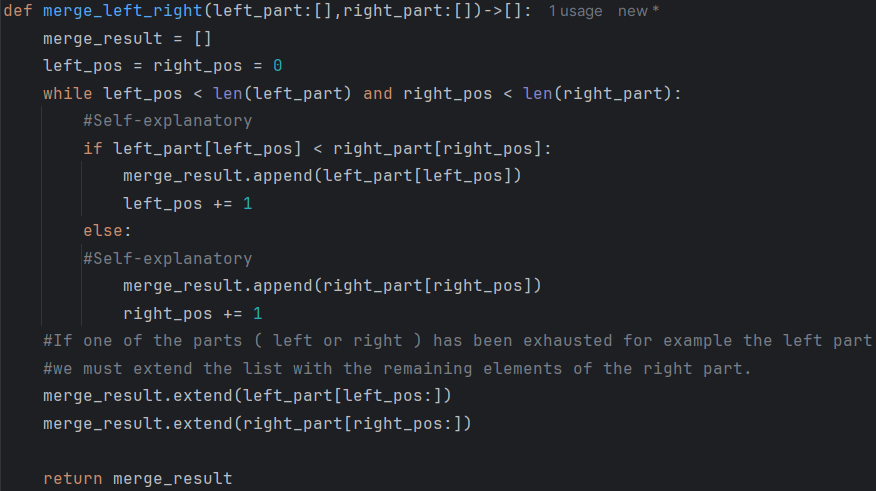 def merge_left_right(left_part:[],right_part:[])->[]: 1 usage new *
    merge_result = []
    left_pos = right_pos = 0
    while left_pos < len(left_part) and right_pos < len(right_part):
        #Self-explanatory
        if left_part[left_pos] < right_part[right_pos]:
            merge_result.append(left_part[left_pos])
            left_pos += 1
        else:
        #Self-explanatory
            merge_result.append(right_part[right_pos])
            right_pos += 1
    #If one of the parts ( left or right ) has been exhausted for example the left part
    #we must extend the list with the remaining elements of the right part.
    merge_result.extend(left_part[left_pos:])
    merge_result.extend(right_part[right_pos:])
    return merge_result